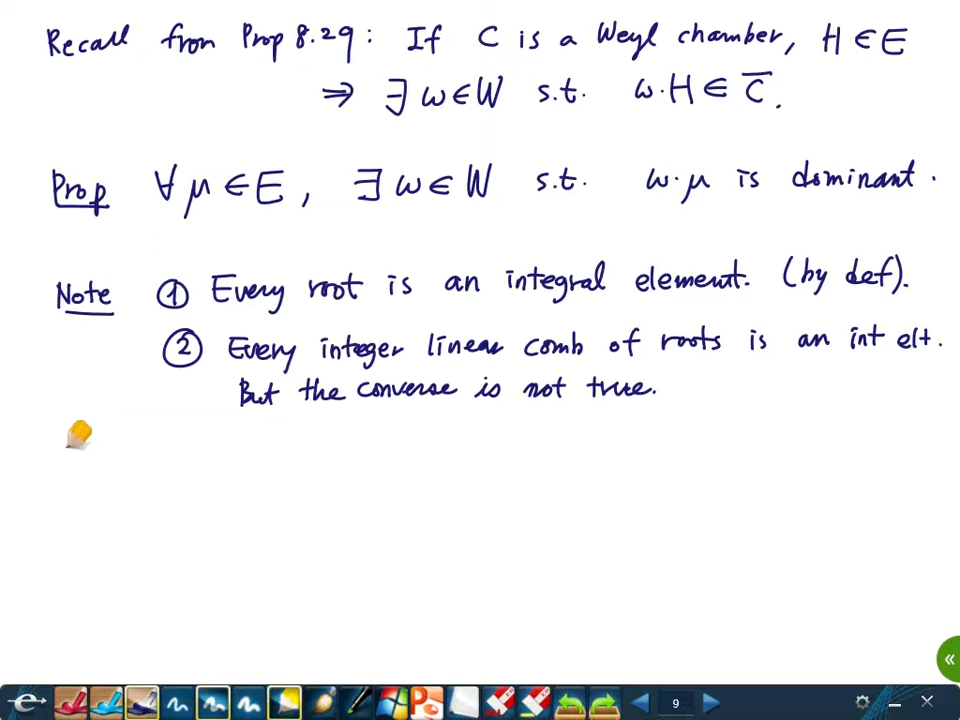 Recall from Prop 8.29 : If C is a Weyl chamber, H ∈ E
⇒ ∃ w ∈ W s.t. w·H ∈ C̅.
Prop ∀ μ ∈ E, ∃ w ∈ W s.t. w·μ is dominant.
Note ① Every root is an integral element. (by def).
② Every integer linear comb of roots is an int elt.
But the converse is not true.
9